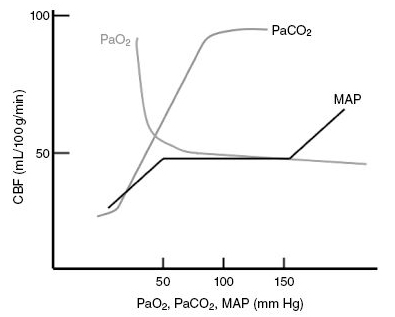 100
PaO₂
PaCO₂
MAP
50
CBF (mL/100 g/min)
50 100 150
PaO₂, PaCO₂, MAP (mm Hg)